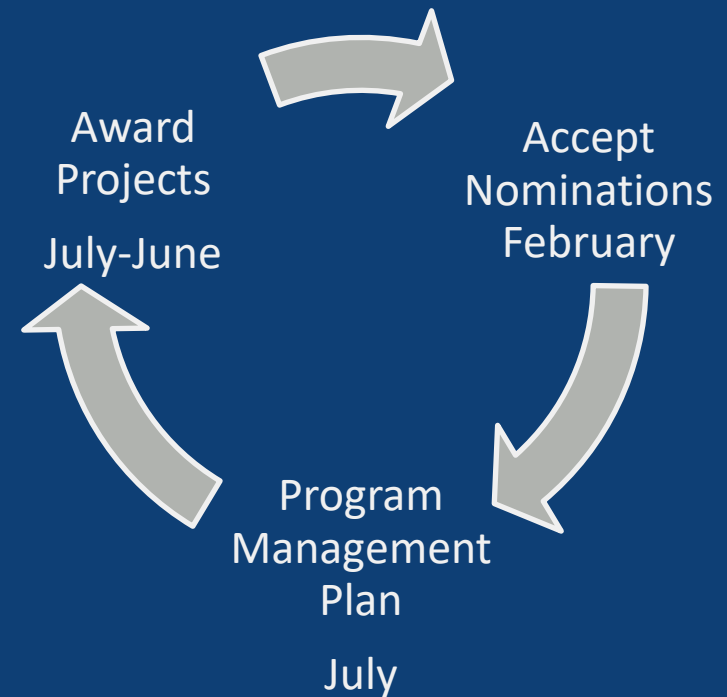 Award
Projects
July-June
Accept
Nominations
February
Program
Management
Plan
July